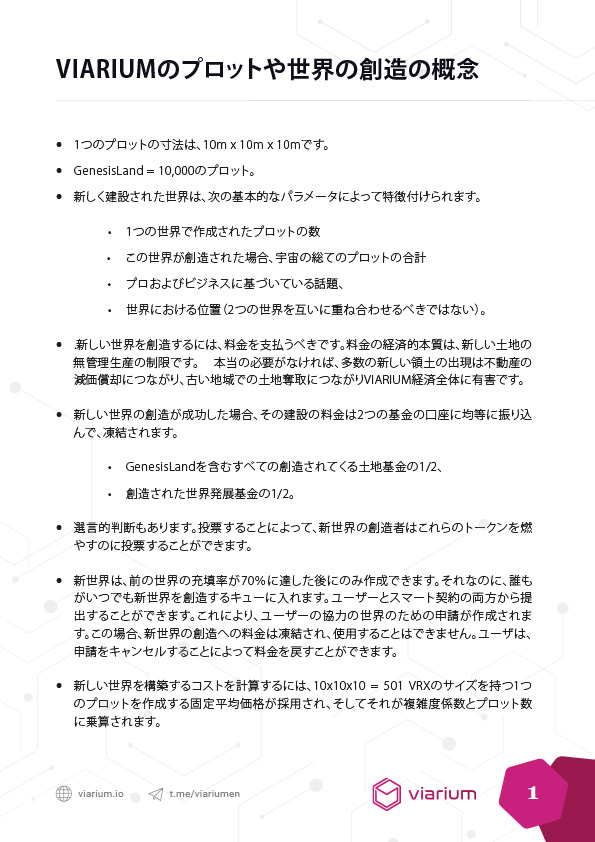 VIARIUMのプロットや世界の創造の概念
• 1つのプロットの寸法は、10m x 10m x 10mです。
• GenesisLand = 10,000のプロット。
• 新しく建設された世界は、次の基本的なパラメータによって特徴付けられます。
• 1つの世界で作成されたプロットの数
• この世界が創造された場合、宇宙の総てのプロットの合計
• プロおよびビジネスに基づいている話題、
• 世界における位置（2つの世界を互いに重ね合わせるべきではない）。
• .新しい世界を創造するには、料金を支払うべきです。料金の経済的本質は、新しい土地の
無管理生産の制限です。　本当の必要がなければ、多数の新しい領土の出現は不動産の
減価償却につながり、古い地域での土地奪取につながりVIARIUM経済全体に有害です。
• 新しい世界の創造が成功した場合、その建設の料金は2つの基金の口座に均等に振り込
んで、凍結されます。
• GenesisLandを含むすべての創造されてくる土地基金の1/2、
• 創造された世界発展基金の1/2。
• 選言的判断もあります。投票することによって、新世界の創造者はこれらのトークンを燃
やすのに投票することができます。
• 新世界は、前の世界の充填率が70%に達した後にのみ作成できます。それなのに、誰も
がいつでも新世界を創造するキューに入れます。ユーザーとスマート契約の両方から提
出することができます。これにより、ユーザーの協力の世界のための申請が作成されま
す。この場合、新世界の創造への料金は凍結され、使用することはできません。ユーザは、
申請をキャンセルすることによって料金を戻すことができます。
• 新しい世界を構築するコストを計算するには、10x10x10 = 501 VRXのサイズを持つ1つ
のプロットを作成する固定平均価格が採用され、そしてそれが複雑度係数とプロット数
に乗算されます。
viarium.io t.me/viariumen viarium 1